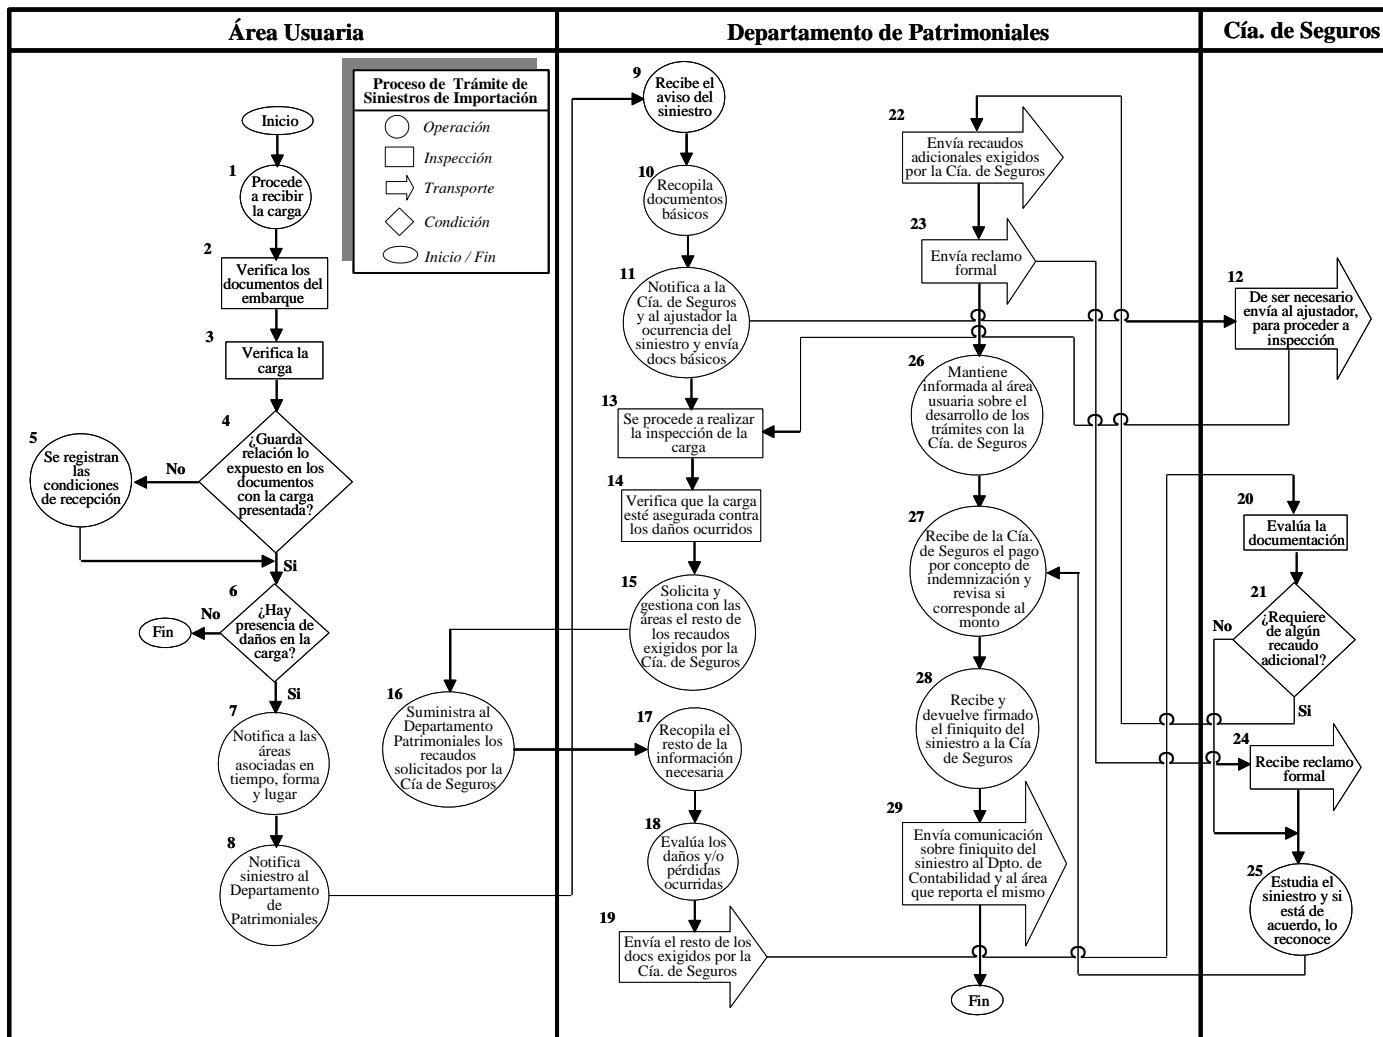 Área Usuaria
Departamento de Patrimoniales
Cía. de Seguros
Proceso de Trámite de
Siniestros de Importación
Operación
Inspección
Transporte
Condición
Inicio / Fin
Inicio
1
Procede
a recibir
la carga
2
Verifica los
documentos del
embarque
3
Verifica la
carga
4
¿Guarda
relación lo
expuesto en los
documentos
con la carga
presentada?
No
5
Se registran
las
condiciones
de recepción
Si
6
¿Hay
presencia de
daños en la
carga?
No
Fin
Si
7
Notifica a las
áreas
asociadas en
tiempo, forma
y lugar
8
Notifica
siniestro al
Departamento
de
Patrimoniales
9
Recibe el
aviso del
siniestro
10
Recopila
documentos
básicos
11
Notifica a la
Cía. de Seguros
y al ajustador la
ocurrencia del
siniestro y envía
docs básicos
12
De ser necesario
envía al ajustador,
para proceder a
inspección
13
Se procede a realizar
la inspección de la
carga
14
Verifica que la carga
esté asegurada contra
los daños ocurridos
15
Solicita y
gestiona con las
áreas el resto de
los recaudos
exigidos por la
Cía. de Seguros
16
Suministra al
Departamento
Patrimoniales los
recaudos
solicitados por la
Cía de Seguros
17
Recopila el
resto de la
información
necesaria
18
Evalúa los
daños y/o
pérdidas
ocurridas
19
Envía el resto de los
docs exigidos por la
Cía. de Seguros
20
Evalúa la
documentación
21
¿Requiere
de algún
recaudo
adicional?
No
Si
22
Envía recaudos
adicionales exigidos
por la Cía. de Seguros
23
Envía reclamo
formal
24
Recibe reclamo
formal
25
Estudia el
siniestro y si
está de
acuerdo, lo
reconoce
26
Mantiene
informada al área
usuaria sobre el
desarrollo de los
trámites con la
Cía. de Seguros
27
Recibe de la Cía.
de Seguros el pago
por concepto de
indemnización y
revisa si
corresponde al
monto
28
Recibe y
devuelve firmado
el finiquito del
siniestro a la Cía
de Seguros
29
Envía comunicación
sobre finiquito del
siniestro al Dpto. de
Contabilidad y al área
que reporta el mismo
Fin